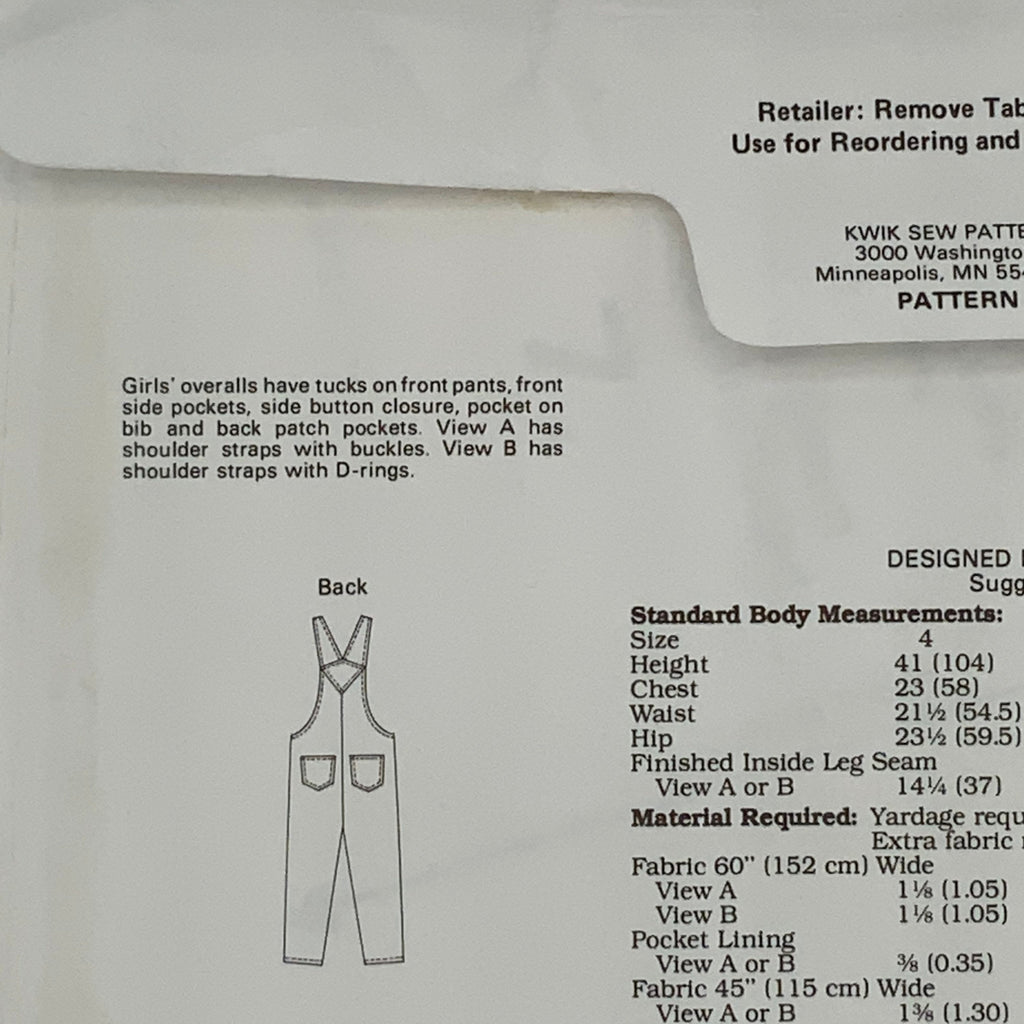 Retailer: Remove Tab
Use for Reordering and
KWIK SEW PATTE
3000 Washingto
Minneapolis, MN 55
PATTERN
Girls' overalls have tucks on front pants, front
side pockets, side button closure, pocket on
bib and back patch pockets. View A has
shoulder straps with buckles. View B has
shoulder straps with D-rings.
Back
DESIGNED
Sugg
Standard Body Measurements:
Size 4
Height 41 (104)
Chest 23 (58)
Waist 21½ (54.5)
Hip 23½ (59.5)
Finished Inside Leg Seam
View A or B 14¼ (37)
Material Required: Yardage requ
Extra fabric
Fabric 60" (152 cm) Wide
View A 1⅛ (1.05)
View B 1⅛ (1.05)
Pocket Lining
View A or B ⅜ (0.35)
Fabric 45" (115 cm) Wide
View A or B 1⅜ (1.30)